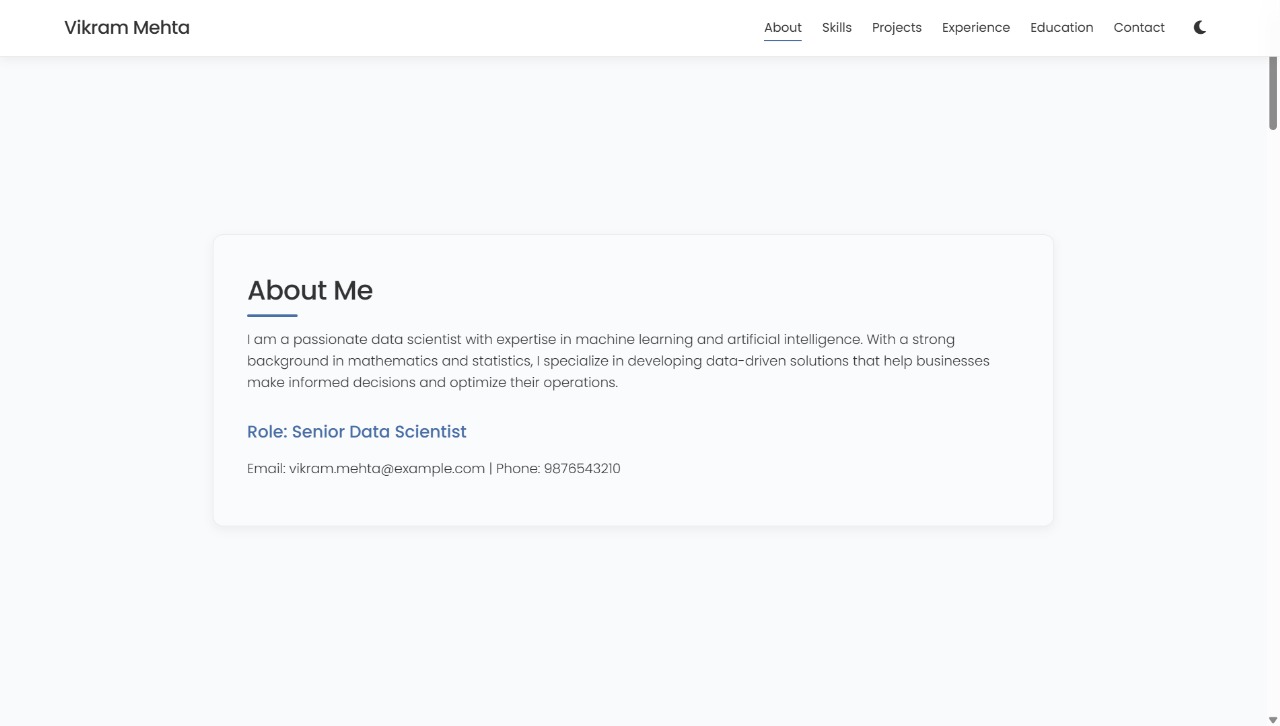 Vikram Mehta
About
Skills
Projects
Experience
Education
Contact
About Me
I am a passionate data scientist with expertise in machine learning and artificial intelligence. With a strong
background in mathematics and statistics, I specialize in developing data-driven solutions that help businesses
make informed decisions and optimize their operations.
Role: Senior Data Scientist
Email: vikram.mehta@example.com | Phone: 9876543210